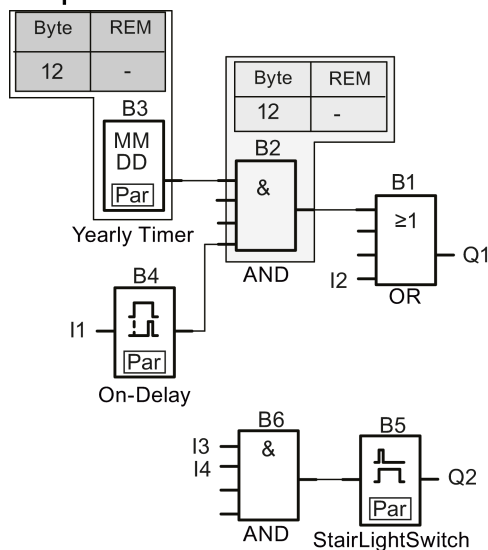 Byte REM
12 -
B3
MM
DD
Par
Yearly Timer
Byte REM
12 -
B2
&
AND
B1
≥1
Q1
I2
OR
B4
I1
Par
On-Delay
B6
I3
&
I4
AND
B5
Q2
Par
StairLightSwitch